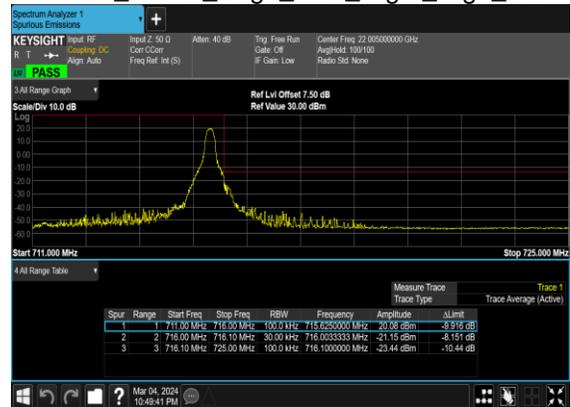 Spectrum Analyzer 1
Spurious Emissions
KEYSIGHT Input: RF Input Z: 50 Ω Atten: 40 dB Trig: Free Run Center Freq: 22.005000000 GHz
R T Coupling: DC Corr CCorr Gate: Off Avg|Hold: 100/100
Align: Auto Freq Ref: Int (S) IF Gain: Low Radio Std: None
PASS
3 All Range Graph
Ref Lvl Offset 7.50 dB
Scale/Div 10.0 dB Ref Value 30.00 dBm
Log
20.0
10.0
0.00
-10.0
-20.0
-30.0
-40.0
-50.0
-60.0
Start 711.000 MHz Stop 725.000 MHz
4 All Range Table
Measure Trace Trace 1
Trace Type Trace Average (Active)
Spur Range Start Freq Stop Freq RBW Frequency Amplitude ΔLimit
1 1 711.00 MHz 716.00 MHz 100.0 kHz 715.6250000 MHz 20.08 dBm -9.916 dB
2 2 716.00 MHz 716.10 MHz 30.00 kHz 716.0033333 MHz -21.15 dBm -8.151 dB
3 3 716.10 MHz 725.00 MHz 100.0 kHz 716.1000000 MHz -23.44 dBm -10.44 dB
? Mar 04, 2024
10:49:41 PM